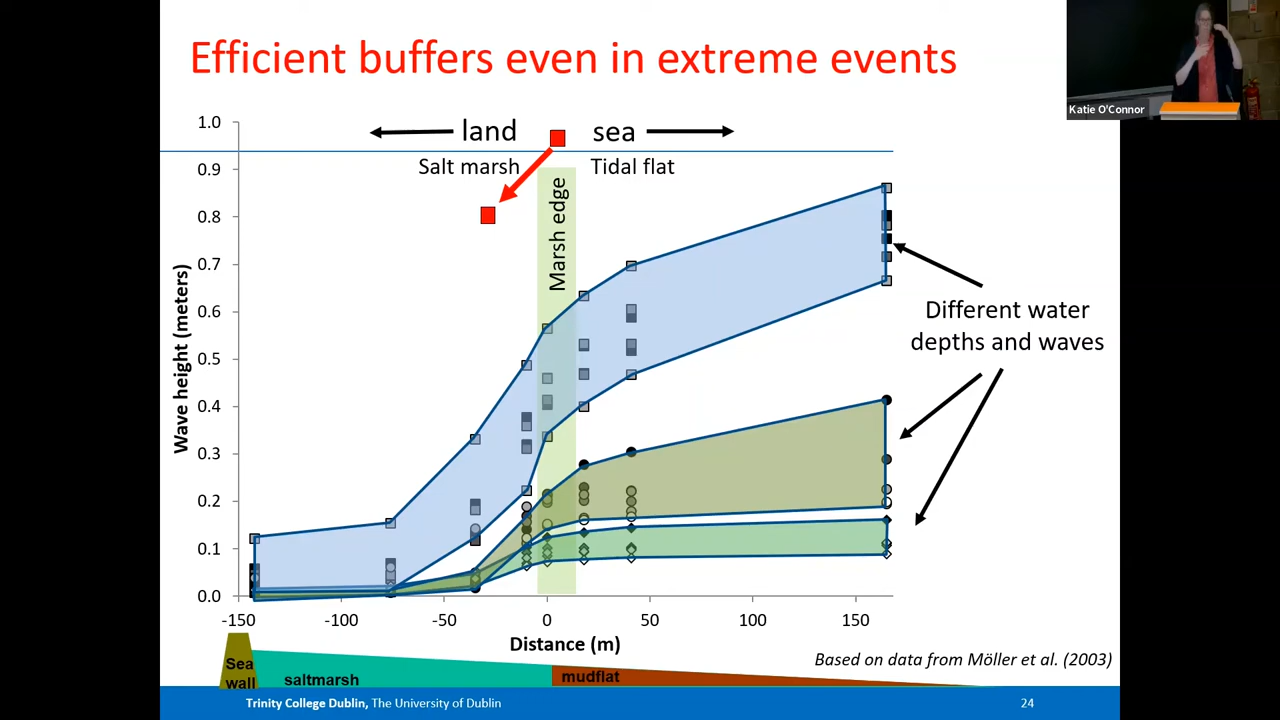 Efficient buffers even in extreme events
Katie O'Connor
land
sea
Salt marsh
Tidal flat
Marsh edge
Wave height (meters)
1.0
0.9
0.8
0.7
0.6
0.5
0.4
0.3
0.2
0.1
0.0
-150
-100
-50
0
50
100
150
Distance (m)
Different water
depths and waves
Based on data from Möller et al. (2003)
Sea
wall
saltmarsh
mudflat
Trinity College Dublin, The University of Dublin
24